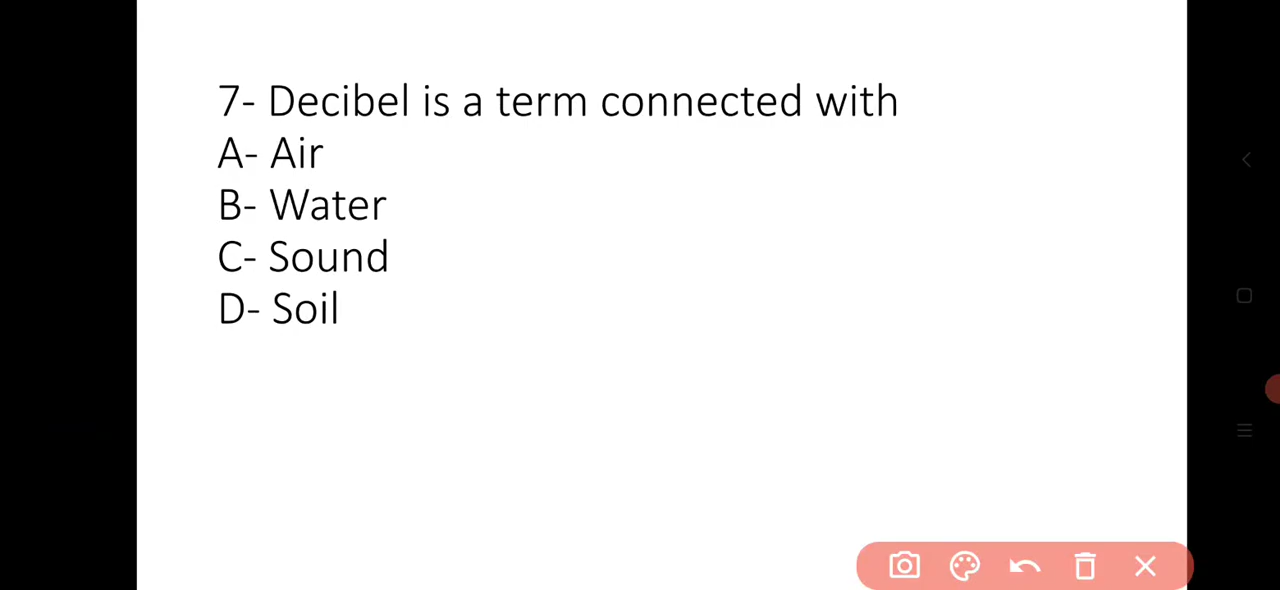 7- Decibel is a term connected with
A- Air
B- Water
C- Sound
D- Soil